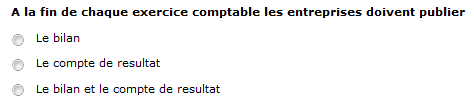 A la fin de chaque exercice comptable les entreprises doivent publier
Le bilan
Le compte de resultat
Le bilan et le compte de resultat